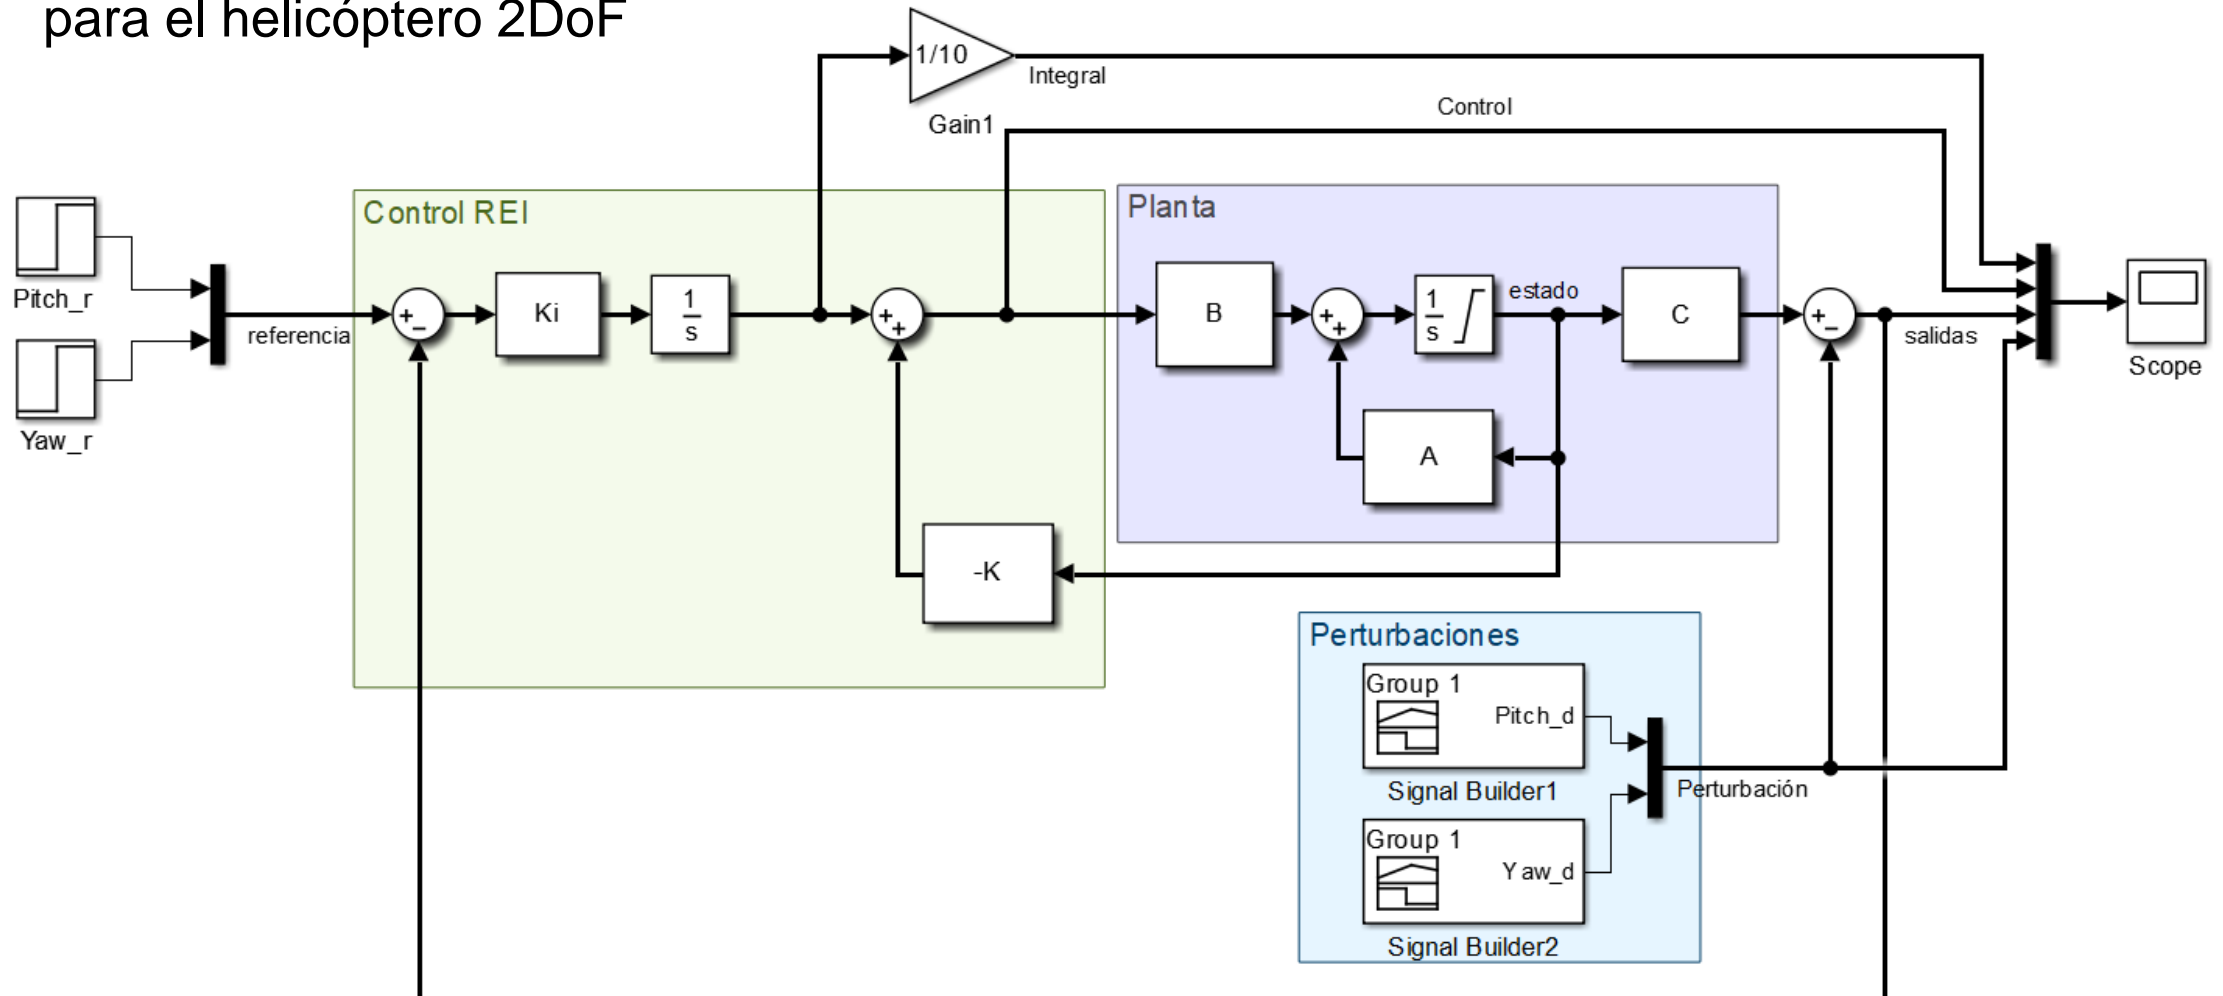 para el helicóptero 2DoF
1/10
Integral
Gain1
Control
Control REI
Planta
Pitch_r
Yaw_r
referencia
+
−
Ki
1
s
+
+
B
+
+
1
s
estado
C
+
−
salidas
Scope
A
-K
Perturbaciones
Group 1
Pitch_d
Signal Builder1
Perturbación
Group 1
Yaw_d
Signal Builder2